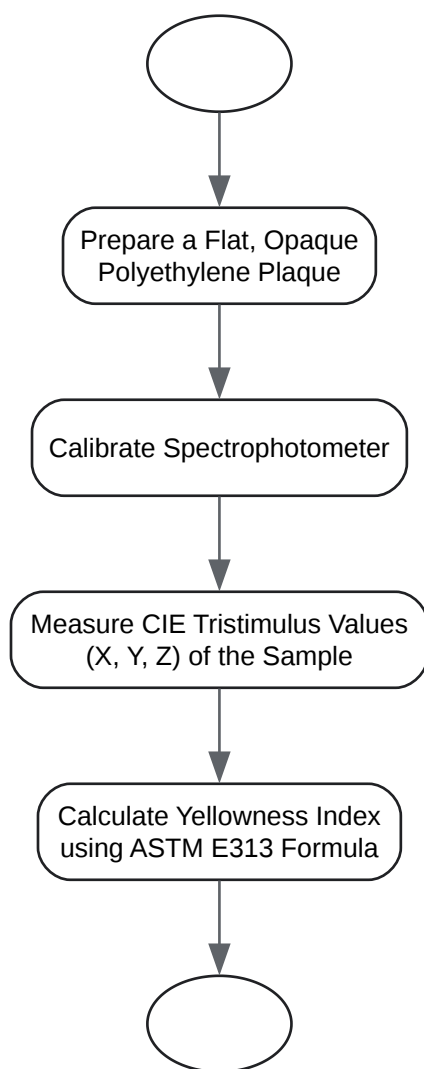 Prepare a Flat, Opaque
Polyethylene Plaque
Calibrate Spectrophotometer
Measure CIE Tristimulus Values
(X, Y, Z) of the Sample
Calculate Yellowness Index
using ASTM E313 Formula